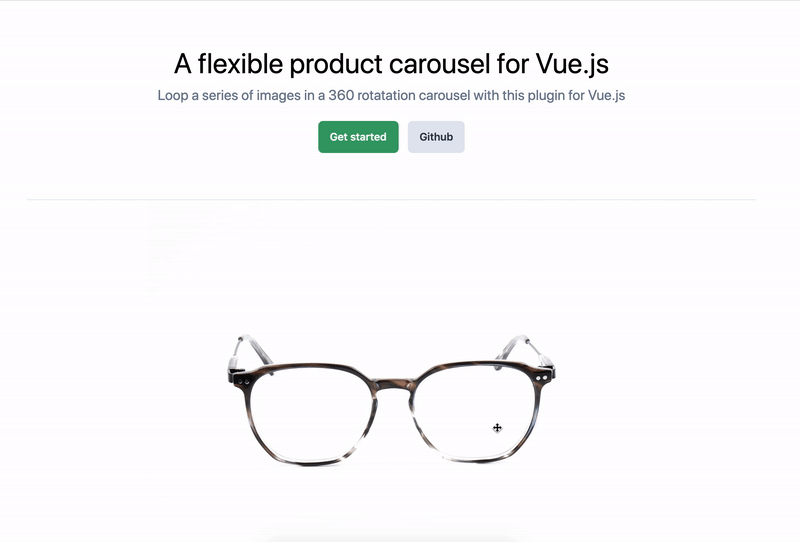 A flexible product carousel for Vue.js
Loop a series of images in a 360 rotatation carousel with this plugin for Vue.js
Get started
Github